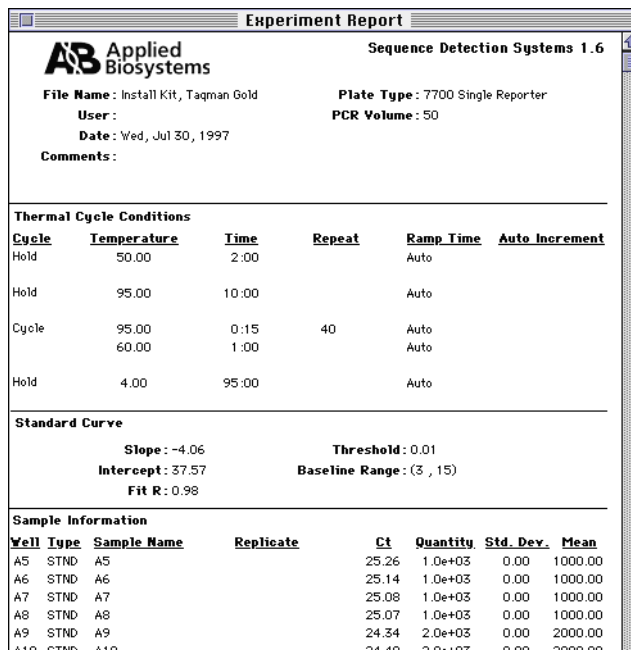 Experiment Report
AB Applied Biosystems Sequence Detection Systems 1.6
File Name: Install Kit, Taqman Gold Plate Type: 7700 Single Reporter
User: PCR Volume: 50
Date: Wed, Jul 30, 1997
Comments:
Thermal Cycle Conditions
Cycle Temperature Time Repeat Ramp Time Auto Increment
Hold 50.00 2:00 Auto
Hold 95.00 10:00 Auto
Cycle 95.00 0:15 40 Auto
60.00 1:00 Auto
Hold 4.00 95:00 Auto
Standard Curve
Slope: -4.06 Threshold: 0.01
Intercept: 37.57 Baseline Range: (3 , 15)
Fit R: 0.98
Sample Information
Well Type Sample Name Replicate Ct Quantity Std. Dev. Mean
A5 STND A5 25.26 1.0e+03 0.00 1000.00
A6 STND A6 25.14 1.0e+03 0.00 1000.00
A7 STND A7 25.08 1.0e+03 0.00 1000.00
A8 STND A8 25.07 1.0e+03 0.00 1000.00
A9 STND A9 24.34 2.0e+03 0.00 2000.00